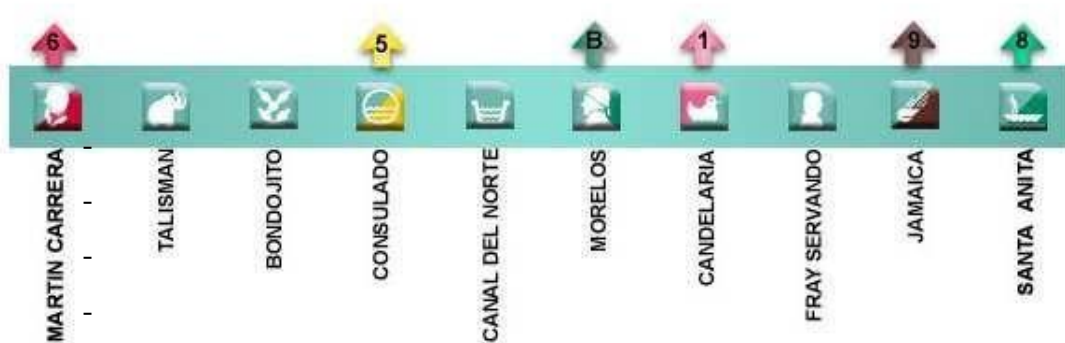 6
5
B
1
9
8
MARTIN CARRERA
TALISMAN
BONDOJITO
CONSULADO
CANAL DEL NORTE
MORELOS
CANDELARIA
FRAY SERVANDO
JAMAICA
SANTA ANITA